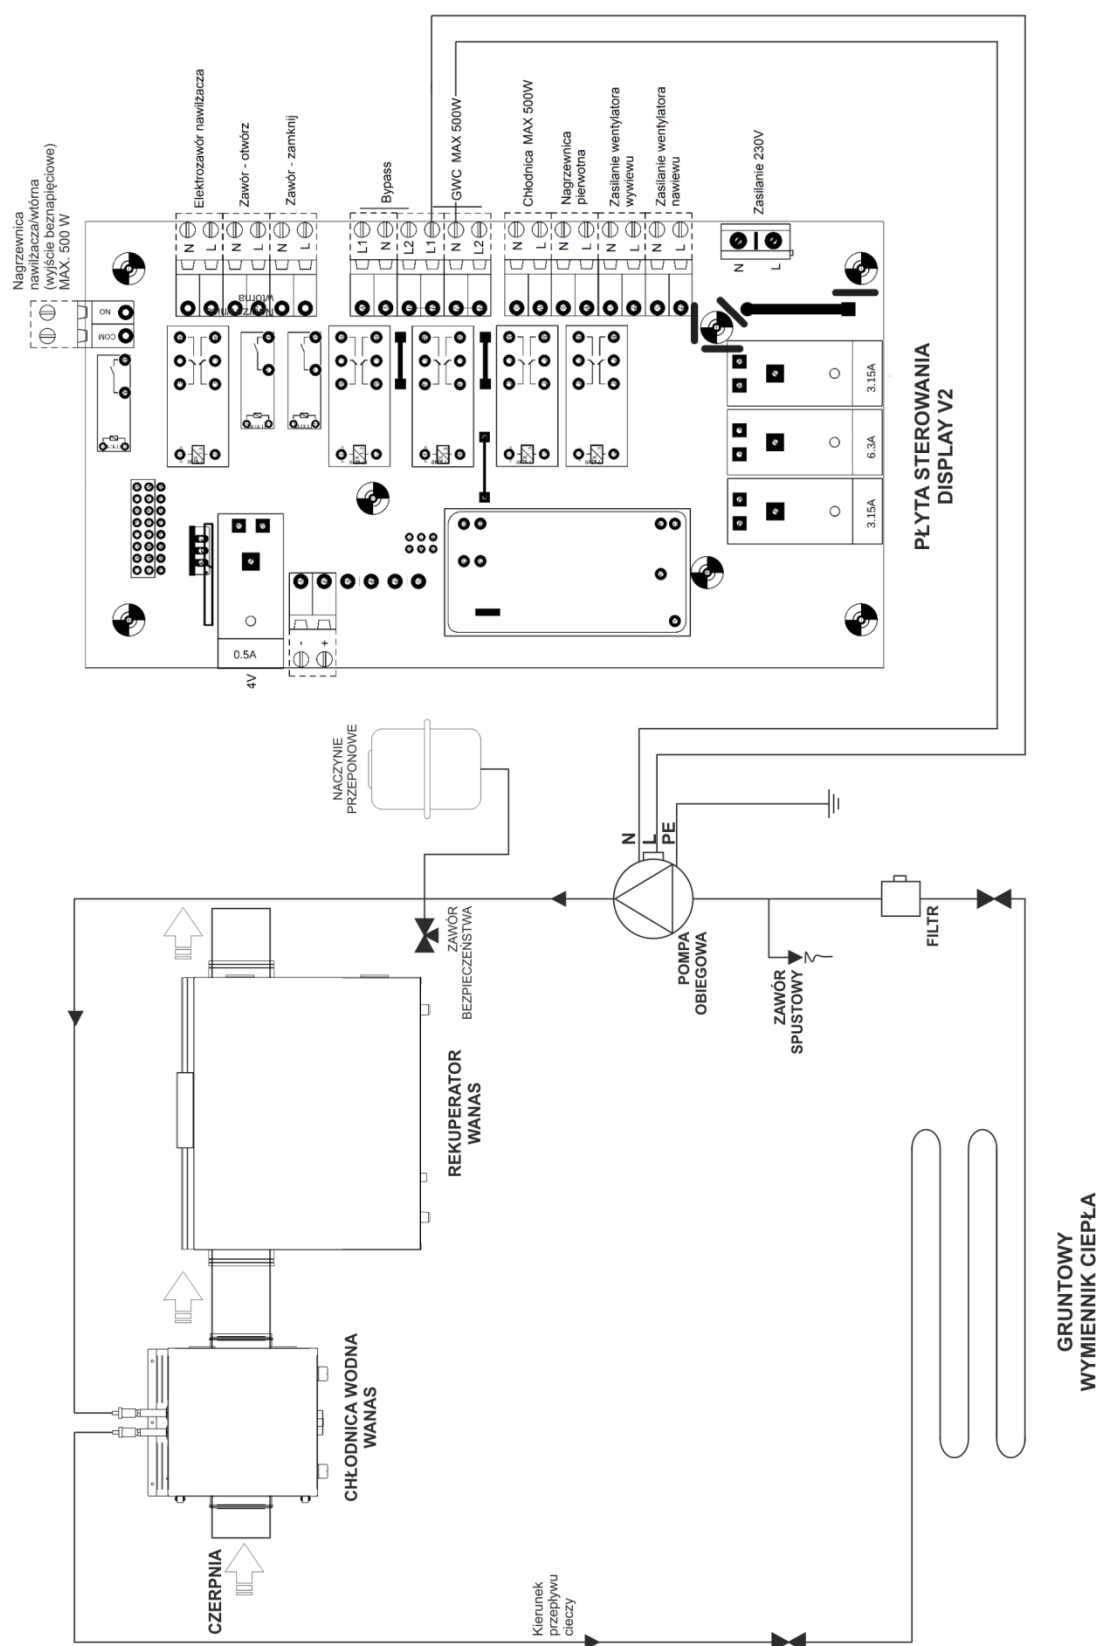 Nagrzewnica
nawilżacza/wtórna
(wyjście beznapięciowe)
MAX. 500 W
Elektrozawór nawilżacza
Zawór - otwórz
Zawór - zamknij
Bypass
GWC MAX 500W
Chłodnica MAX 500W
Nagrzewnica
pierwotna
Zasilanie wentylatora
wywiewu
Zasilanie wentylatora
nawiewu
Zasilanie 230V
NO
COM
N
L
N
L
N
L
L1
N
L2
L1
N
L2
N
L
N
L
N
L
N
L
N
L
Nagrzewnica
wtórna
3.15A
6.3A
3.15A
0.5A
4V
-
+
PŁYTA STEROWANIA
DISPLAY V2
NACZYNIE
PRZEPONOWE
N
L
PE
ZAWÓR
BEZPIECZEŃSTWA
POMPA
OBIEGOWA
ZAWÓR
SPUSTOWY
FILTR
REKUPERATOR
WANAS
CHŁODNICA WODNA
WANAS
CZERPNIA
Kierunek
przepływu
cieczy
GRUNTOWY
WYMIENNIK CIEPŁA